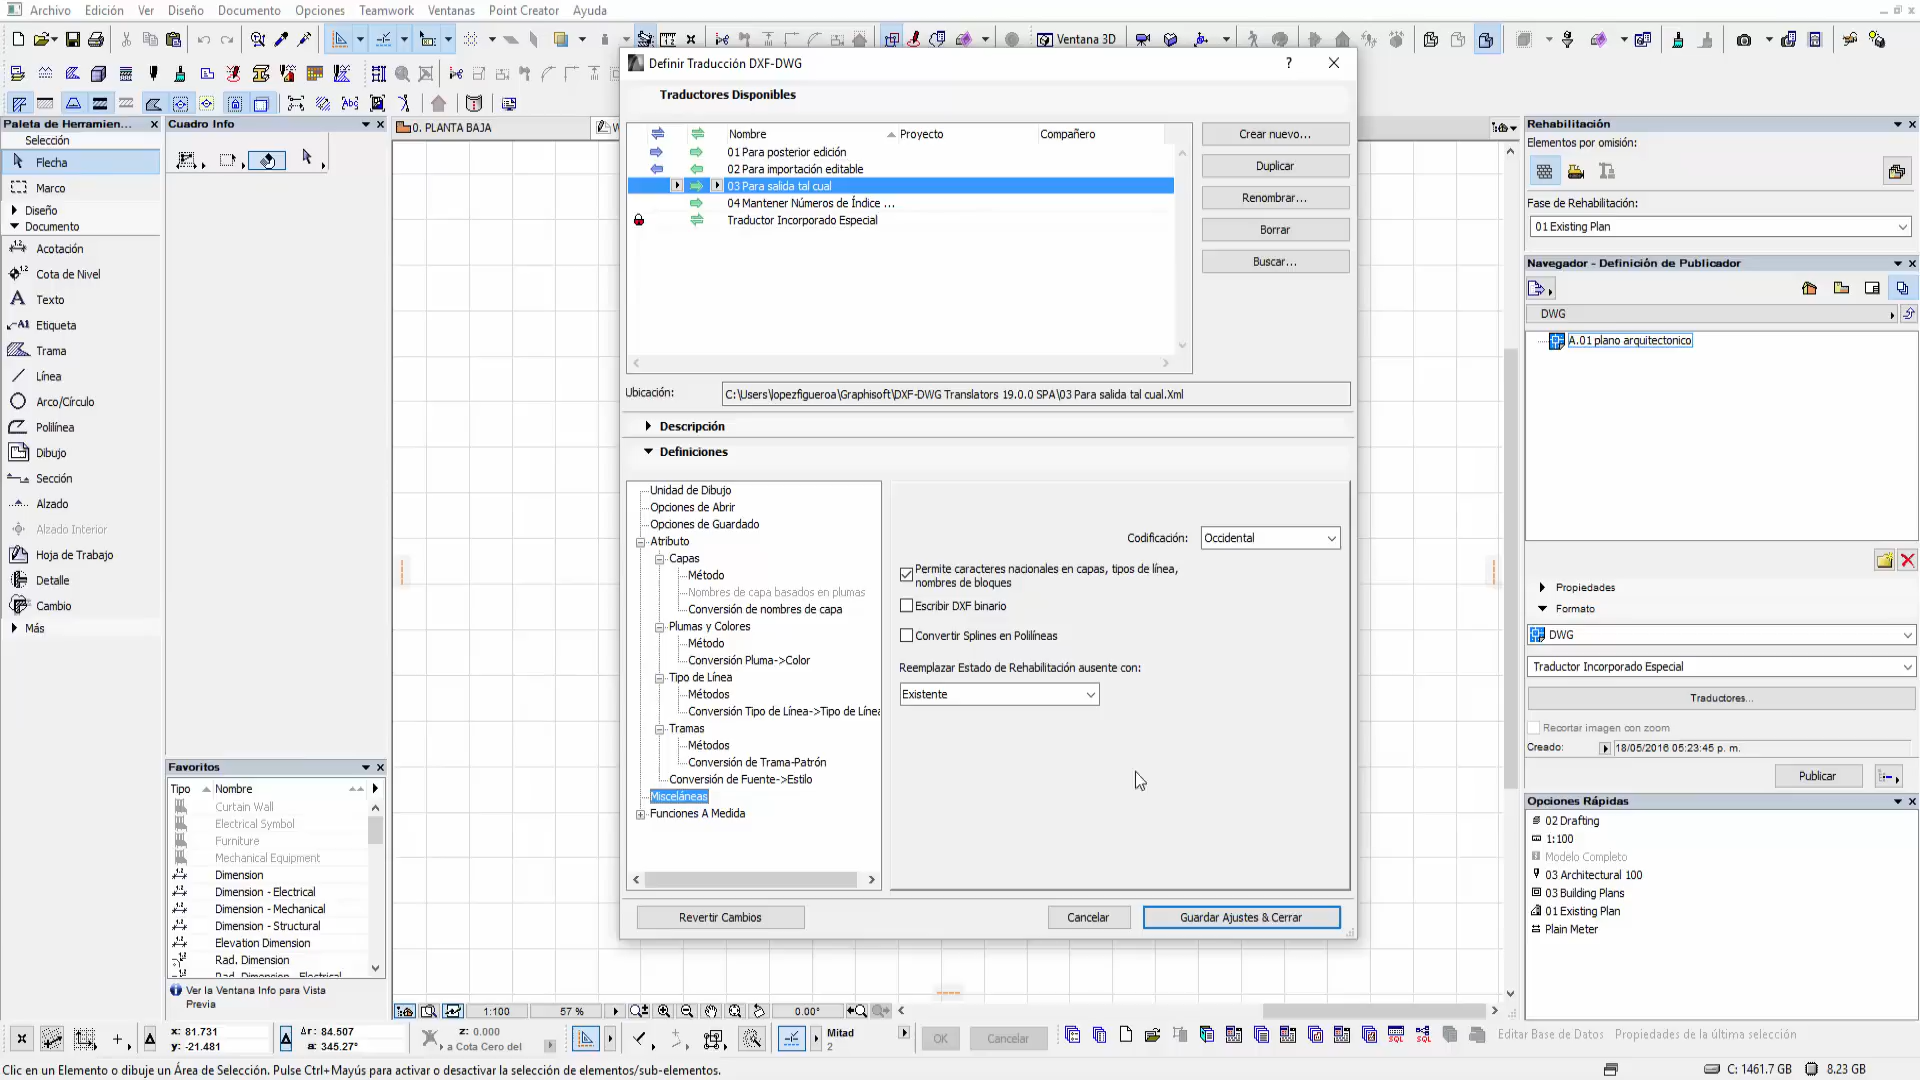 Archivo Edición Ver Diseño Documento Opciones Teamwork Ventanas Point Creator Ayuda
Ventana 3D
Definir Traducción DXF-DWG
Traductores Disponibles
Nombre Proyecto Compañero
01 Para posterior edición
02 Para importación editable
03 Para salida tal cual
04 Mantener Números de Índice ...
Traductor Incorporado Especial
Crear nuevo...
Duplicar
Renombrar...
Borrar
Buscar...
Ubicación: C:\Users\lopezfigueroa\Graphisoft\DXF-DWG Translators 19.0.0 SPA\03 Para salida tal cual.Xml
Descripción
Definiciones
Unidad de Dibujo
Opciones de Abrir
Opciones de Guardado
Atributo
Capas
Método
Nombres de capa basados en plumas
Conversión de nombres de capa
Plumas y Colores
Método
Conversión Pluma->Color
Tipo de Línea
Métodos
Conversión Tipo de Línea->Tipo de Línea
Tramas
Métodos
Conversión de Trama-Patrón
Conversión de Fuente->Estilo
Misceláneas
Funciones A Medida
Codificación: Occidental
Permite caracteres nacionales en capas, tipos de línea,
nombres de bloques
Escribir DXF binario
Convertir Splines en Polilíneas
Reemplazar Estado de Rehabilitación ausente con:
Existente
Revertir Cambios
Cancelar
Guardar Ajustes & Cerrar
Paleta de Herramien...
Selección
Flecha
Marco
Diseño
Documento
Acotación
Cota de Nivel
Texto
Etiqueta
Trama
Línea
Arco/Círculo
Polilínea
Dibujo
Sección
Alzado
Alzado Interior
Hoja de Trabajo
Detalle
Cambio
Más
Cuadro Info
0. PLANTA BAJA
Favoritos
Tipo Nombre
Curtain Wall
Electrical Symbol
Furniture
Mechanical Equipment
Dimension
Dimension - Electrical
Dimension - Mechanical
Dimension - Structural
Elevation Dimension
Rad. Dimension
Rad. Dimension - Electrical
Ver la Ventana Info para Vista
Previa
Rehabilitación
Elementos por omisión:
Fase de Rehabilitación:
01 Existing Plan
Navegador - Definición de Publicador
DWG
A.01 plano arquitectonico
Propiedades
Formato
DWG
Traductor Incorporado Especial
Traductores...
Recortar imagen con zoom
Creado: 18/05/2016 05:23:45 p. m.
Publicar
Opciones Rápidas
02 Drafting
1:100
Modelo Completo
03 Architectural 100
03 Building Plans
01 Existing Plan
Plain Meter
1:100 57 % 0.00°
x: 81.731
y: -21.481
Δr: 84.507
a: 345.27°
z: 0.000
a Cota Cero del
Mitad
2
OK
Cancelar
Editar Base de Datos Propiedades de la última selección
Clic en un Elemento o dibuje un Área de Selección. Pulse Ctrl+Mayús para activar o desactivar la selección de elementos/sub-elementos.
C: 1461.7 GB 8.23 GB